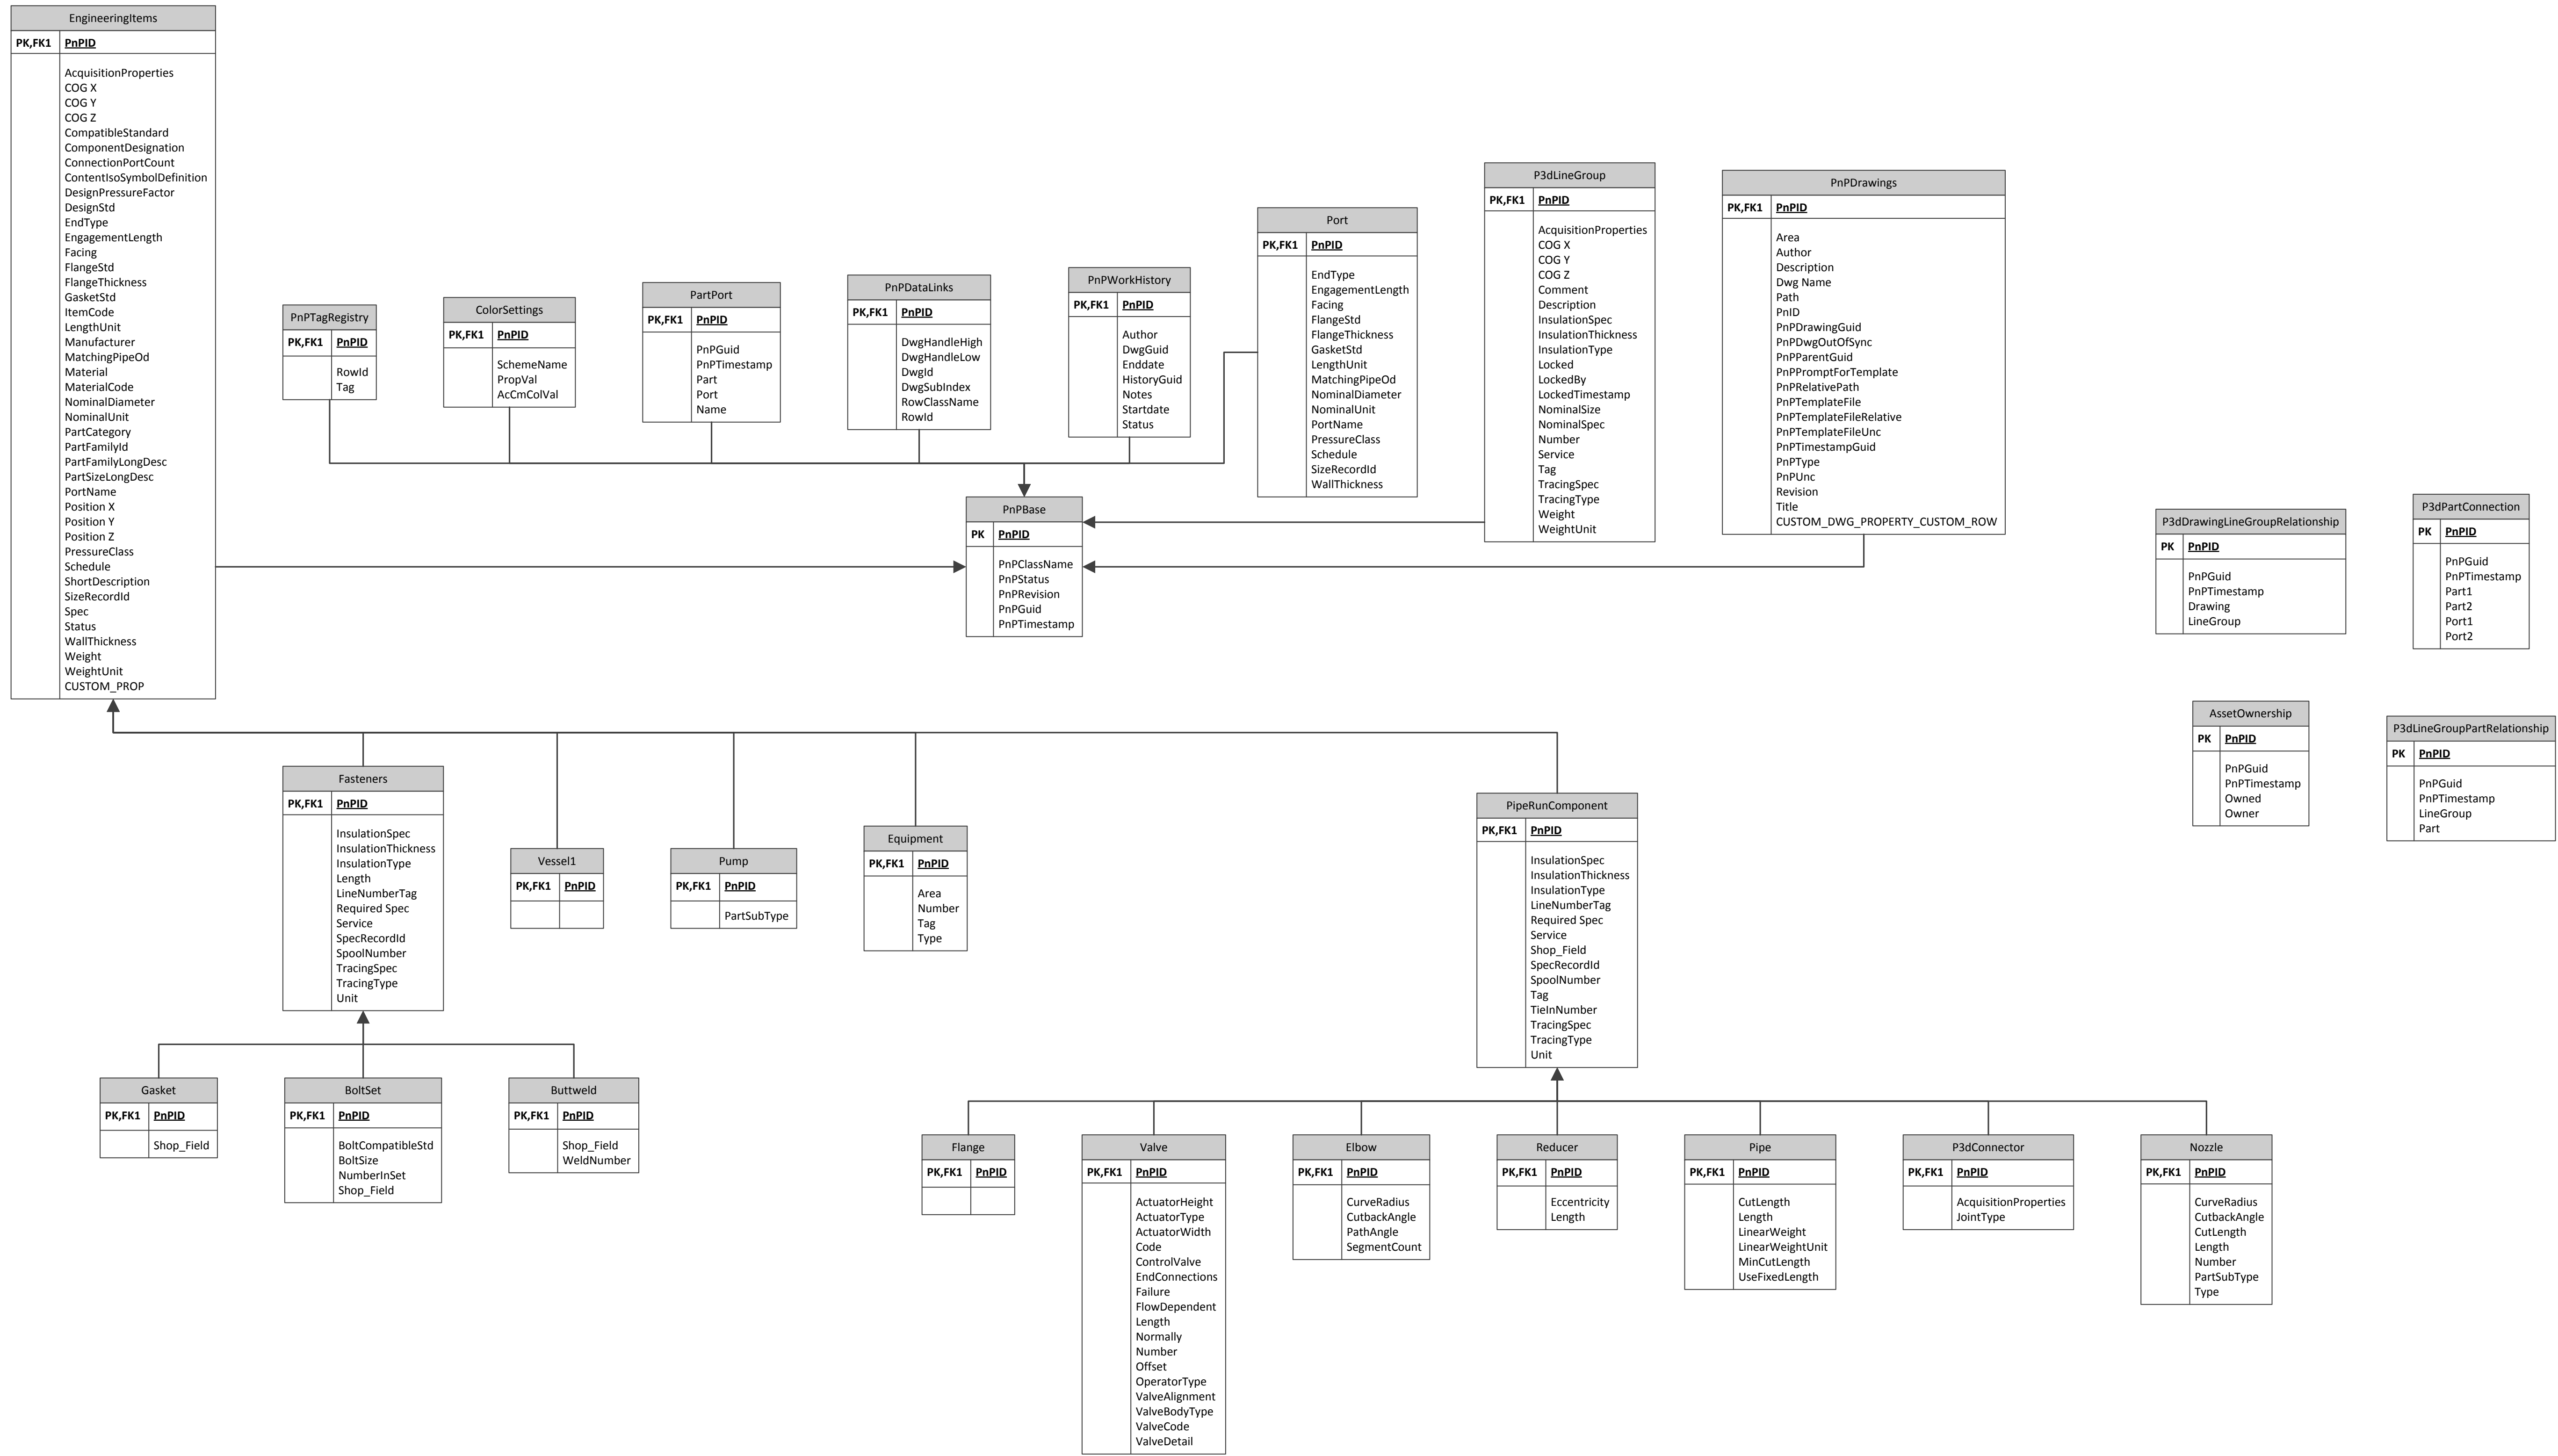 EngineeringItems
PK,FK1 PnPID
AcquisitionProperties
COG X
COG Y
COG Z
CompatibleStandard
ComponentDesignation
ConnectionPortCount
ContentIsoSymbolDefinition
DesignPressureFactor
DesignStd
EndType
EngagementLength
Facing
FlangeStd
FlangeThickness
GasketStd
ItemCode
LengthUnit
Manufacturer
MatchingPipeOd
Material
MaterialCode
NominalDiameter
NominalUnit
PartCategory
PartFamilyId
PartFamilyLongDesc
PartSizeLongDesc
PortName
Position X
Position Y
Position Z
PressureClass
Schedule
ShortDescription
SizeRecordId
Spec
Status
WallThickness
Weight
WeightUnit
CUSTOM_PROP
PnPTagRegistry
PK,FK1 PnPID
RowId
Tag
ColorSettings
PK,FK1 PnPID
SchemeName
PropVal
AcCmColVal
PartPort
PK,FK1 PnPID
PnPGuid
PnPTimestamp
Part
Port
Name
PnPDataLinks
PK,FK1 PnPID
DwgHandleHigh
DwgHandleLow
DwgId
DwgSubIndex
RowClassName
RowId
PnPWorkHistory
PK,FK1 PnPID
Author
DwgGuid
Enddate
HistoryGuid
Notes
Startdate
Status
Port
PK,FK1 PnPID
EndType
EngagementLength
Facing
FlangeStd
FlangeThickness
GasketStd
LengthUnit
MatchingPipeOd
NominalDiameter
NominalUnit
PortName
PressureClass
Schedule
SizeRecordId
WallThickness
P3dLineGroup
PK,FK1 PnPID
AcquisitionProperties
COG X
COG Y
COG Z
Comment
Description
InsulationSpec
InsulationThickness
InsulationType
Locked
LockedBy
LockedTimestamp
NominalSize
NominalSpec
Number
Service
Tag
TracingSpec
TracingType
Weight
WeightUnit
PnPDrawings
PK,FK1 PnPID
Area
Author
Description
Dwg Name
Path
PnID
PnPDrawingGuid
PnPDwgOutOfSync
PnPParentGuid
PnPPromptForTemplate
PnPRelativePath
PnPTemplateFile
PnPTemplateFileRelative
PnPTemplateFileUnc
PnPTimestampGuid
PnPType
PnPUnc
Revision
Title
CUSTOM_DWG_PROPERTY_CUSTOM_ROW
PnPBase
PK PnPID
PnPClassName
PnPStatus
PnPRevision
PnPGuid
PnPTimestamp
P3dDrawingLineGroupRelationship
PK PnPID
PnPGuid
PnPTimestamp
Drawing
LineGroup
P3dPartConnection
PK PnPID
PnPGuid
PnPTimestamp
Part1
Part2
Port1
Port2
AssetOwnership
PK PnPID
PnPGuid
PnPTimestamp
Owned
Owner
P3dLineGroupPartRelationship
PK PnPID
PnPGuid
PnPTimestamp
LineGroup
Part
Fasteners
PK,FK1 PnPID
InsulationSpec
InsulationThickness
InsulationType
Length
LineNumberTag
Required Spec
Service
SpecRecordId
SpoolNumber
TracingSpec
TracingType
Unit
Vessel1
PK,FK1 PnPID
Pump
PK,FK1 PnPID
PartSubType
Equipment
PK,FK1 PnPID
Area
Number
Tag
Type
PipeRunComponent
PK,FK1 PnPID
InsulationSpec
InsulationThickness
InsulationType
LineNumberTag
Required Spec
Service
Shop_Field
SpecRecordId
SpoolNumber
Tag
TieInNumber
TracingSpec
TracingType
Unit
Gasket
PK,FK1 PnPID
Shop_Field
BoltSet
PK,FK1 PnPID
BoltCompatibleStd
BoltSize
NumberInSet
Shop_Field
Buttweld
PK,FK1 PnPID
Shop_Field
WeldNumber
Flange
PK,FK1 PnPID
Valve
PK,FK1 PnPID
ActuatorHeight
ActuatorType
ActuatorWidth
Code
ControlValve
EndConnections
Failure
FlowDependent
Length
Normally
Number
Offset
OperatorType
ValveAlignment
ValveBodyType
ValveCode
ValveDetail
Elbow
PK,FK1 PnPID
CurveRadius
CutbackAngle
PathAngle
SegmentCount
Reducer
PK,FK1 PnPID
Eccentricity
Length
Pipe
PK,FK1 PnPID
CutLength
Length
LinearWeight
LinearWeightUnit
MinCutLength
UseFixedLength
P3dConnector
PK,FK1 PnPID
AcquisitionProperties
JointType
Nozzle
PK,FK1 PnPID
CurveRadius
CutbackAngle
CutLength
Length
Number
PartSubType
Type